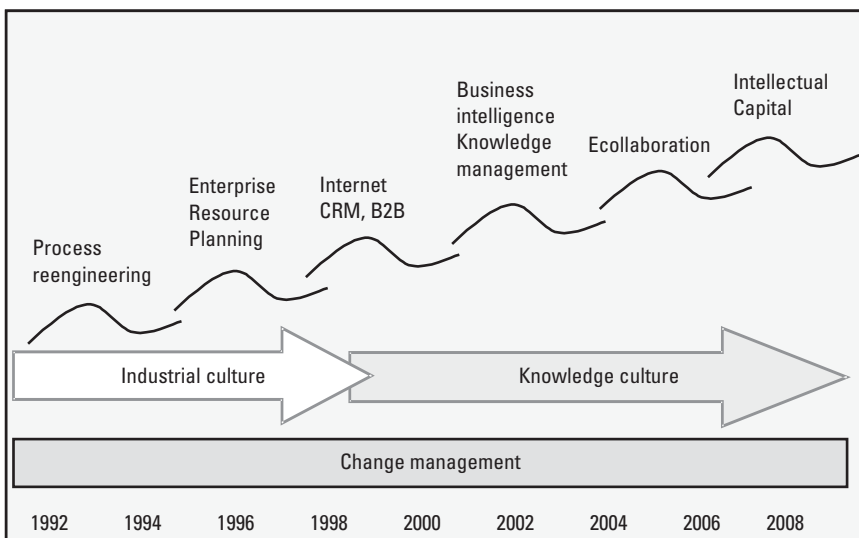 Process
reengineering
Enterprise
Resource
Planning
Internet
CRM, B2B
Business
intelligence
Knowledge
management
Ecollaboration
Intellectual
Capital
Industrial culture
Knowledge culture
Change management
1992 1994 1996 1998 2000 2002 2004 2006 2008